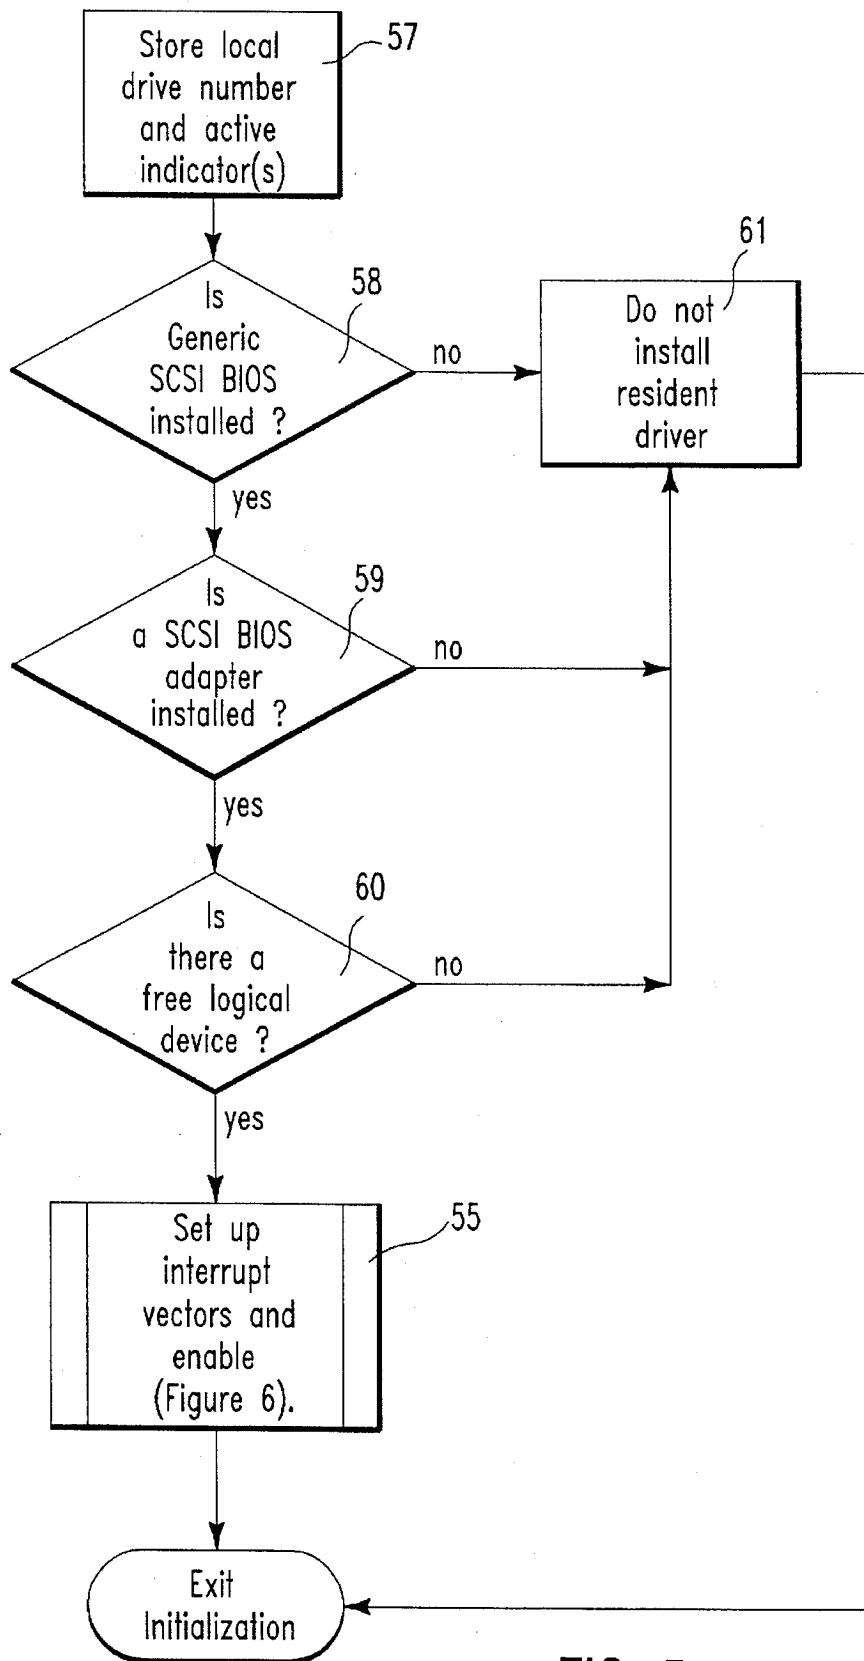 Store local
drive number
and active
indicator(s)
57
Is
Generic
SCSI BIOS
installed ?
58
no
yes
61
Do not
install
resident
driver
Is
a SCSI BIOS
adapter
installed ?
59
no
yes
Is
there a
free logical
device ?
60
no
yes
Set up
interrupt
vectors and
enable
(Figure 6).
55
Exit
Initialization